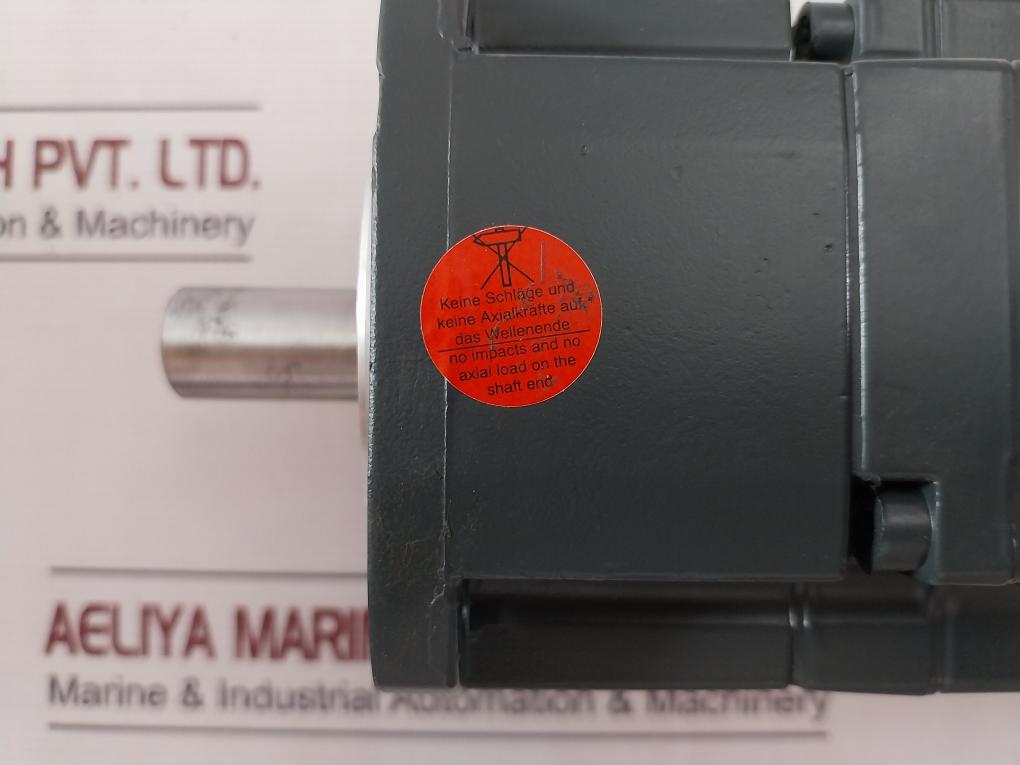 H PVT. LTD.
on & Machinery
Keine Schläge und
keine Axialkräfte auf
das Wellenende
no impacts and no
axial load on the
shaft end
AELIYA MARI
Marine & Industrial Automation & Machinery